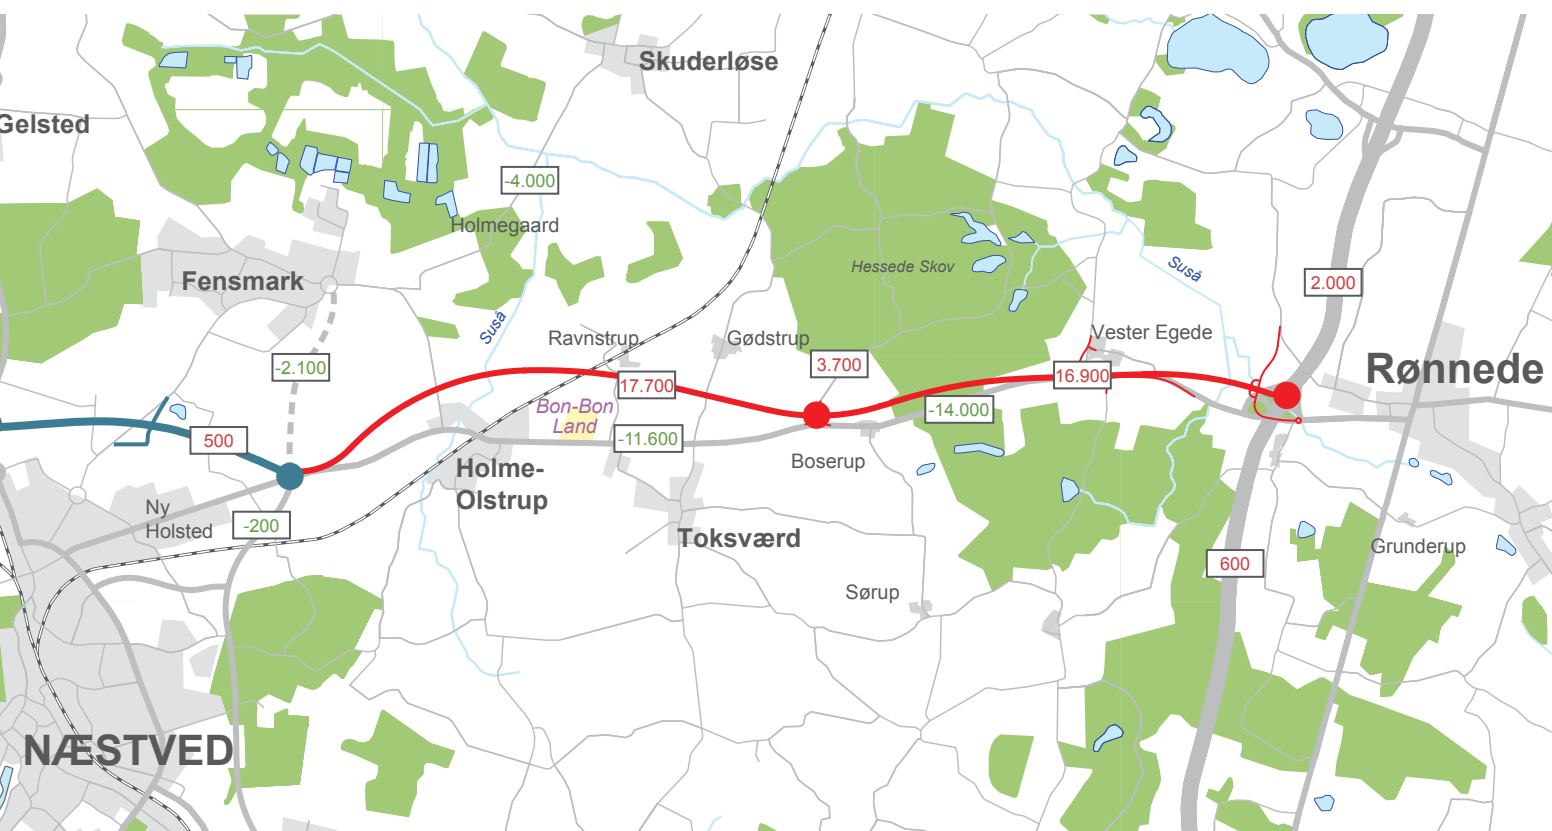 Skuderløse
Gelsted
-4.000
Holmegaard
Hessede Skov
Suså
Fensmark
2.000
Suså
Ravnstrup
Gødstrup
Vester Egede
-2.100
3.700
Rønnede
17.700
16.900
Bon-Bon
Land
-14.000
500
-11.600
Holme-
Olstrup
Boserup
Ny
Holsted
-200
Toksværd
Grunderup
600
Sørup
NÆSTVED